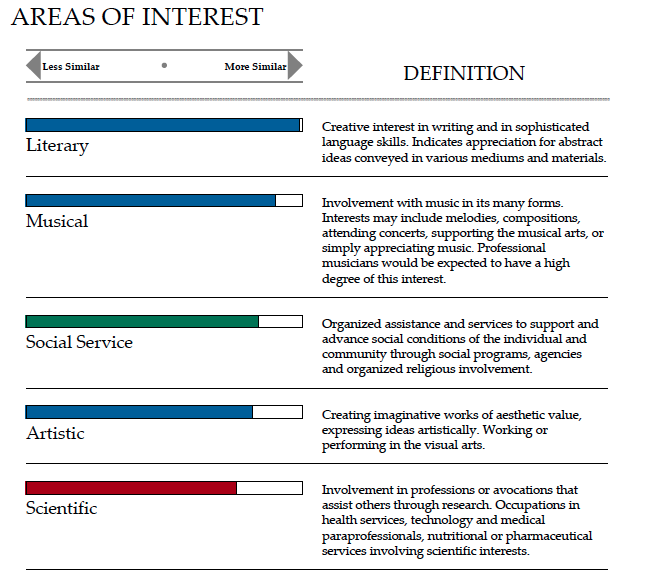 AREAS OF INTEREST
Less Similar
More Similar
DEFINITION
Literary
Creative interest in writing and in sophisticated
language skills. Indicates appreciation for abstract
ideas conveyed in various mediums and materials.
Musical
Involvement with music in its many forms.
Interests may include melodies, compositions,
attending concerts, supporting the musical arts, or
simply appreciating music. Professional
musicians would be expected to have a high
degree of this interest.
Social Service
Organized assistance and services to support and
advance social conditions of the individual and
community through social programs, agencies
and organized religious involvement.
Artistic
Creating imaginative works of aesthetic value,
expressing ideas artistically. Working or
performing in the visual arts.
Scientific
Involvement in professions or avocations that
assist others through research. Occupations in
health services, technology and medical
paraprofessionals, nutritional or pharmaceutical
services involving scientific interests.